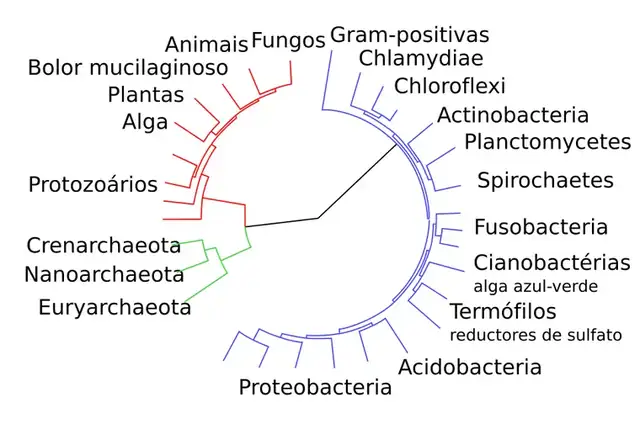 Animais
Fungos
Gram-positivas
Chlamydiae
Bolor mucilaginoso
Chloroflexi
Plantas
Actinobacteria
Alga
Planctomycetes
Protozoários
Spirochaetes
Fusobacteria
Crenarchaeota
Cianobactérias
alga azul-verde
Nanoarchaeota
Euryarchaeota
Termófilos
reductores de sulfato
Acidobacteria
Proteobacteria